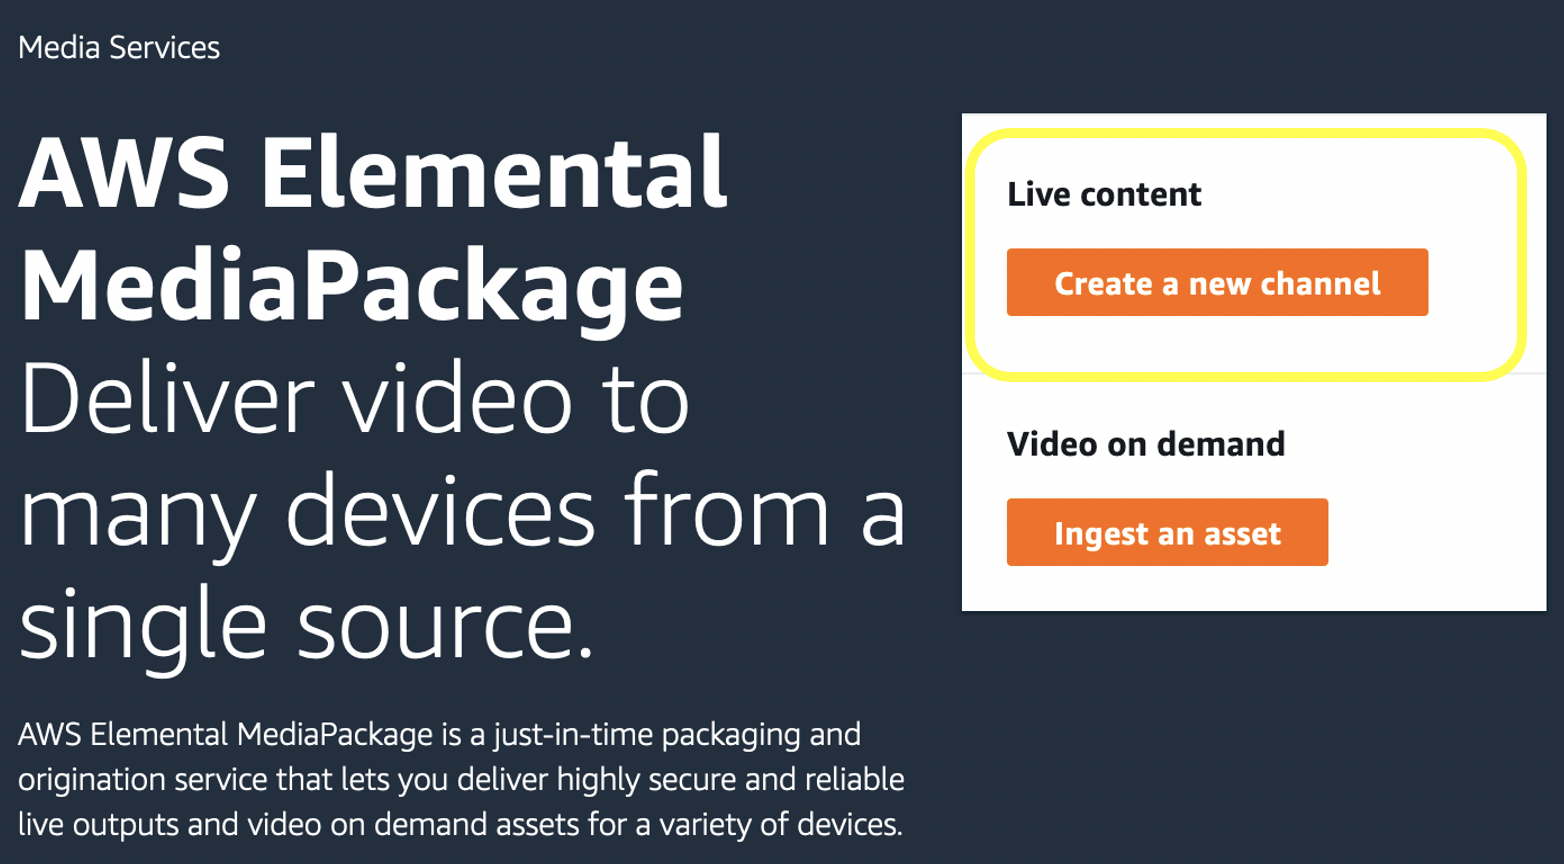 Media Services
AWS Elemental
MediaPackage
Deliver video to
many devices from a
single source.
AWS Elemental MediaPackage is a just-in-time packaging and
origination service that lets you deliver highly secure and reliable
live outputs and video on demand assets for a variety of devices.
Live content
Create a new channel
Video on demand
Ingest an asset